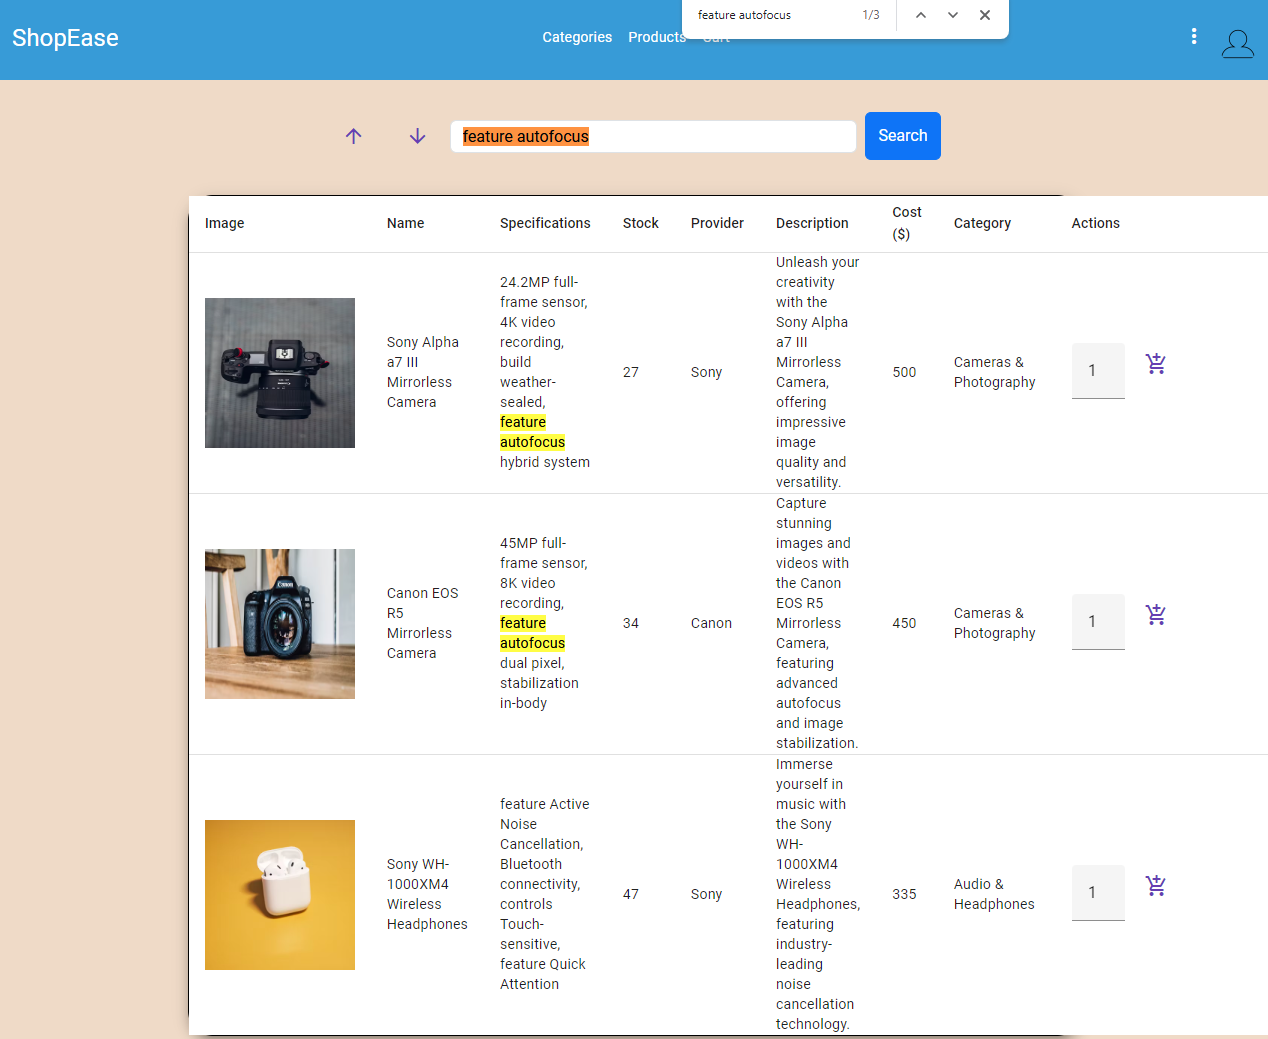 feature autofocus 1/3
ShopEase
Categories Products Cart
feature autofocus
Search
Image Name Specifications Stock Provider Description Cost ($) Category Actions
Sony Alpha
a7 III
Mirrorless
Camera
24.2MP full-
frame sensor,
4K video
recording,
build
weather-
sealed,
feature
autofocus
hybrid system
27
Sony
Unleash your
creativity
with the
Sony Alpha
a7 III
Mirrorless
Camera,
offering
impressive
image
quality and
versatility.
500
Cameras &
Photography
1
Canon
Canon EOS
R5
Mirrorless
Camera
45MP full-
frame sensor,
8K video
recording,
feature
autofocus
dual pixel,
stabilization
in-body
34
Canon
Capture
stunning
images and
videos with
the Canon
EOS R5
Mirrorless
Camera,
featuring
advanced
autofocus
and image
stabilization.
450
Cameras &
Photography
1
Sony WH-
1000XM4
Wireless
Headphones
feature Active
Noise
Cancellation,
Bluetooth
connectivity,
controls
Touch-
sensitive,
feature Quick
Attention
47
Sony
Immerse
yourself in
music with
the Sony
WH-
1000XM4
Wireless
Headphones,
featuring
industry-
leading
noise
cancellation
technology.
335
Audio &
Headphones
1